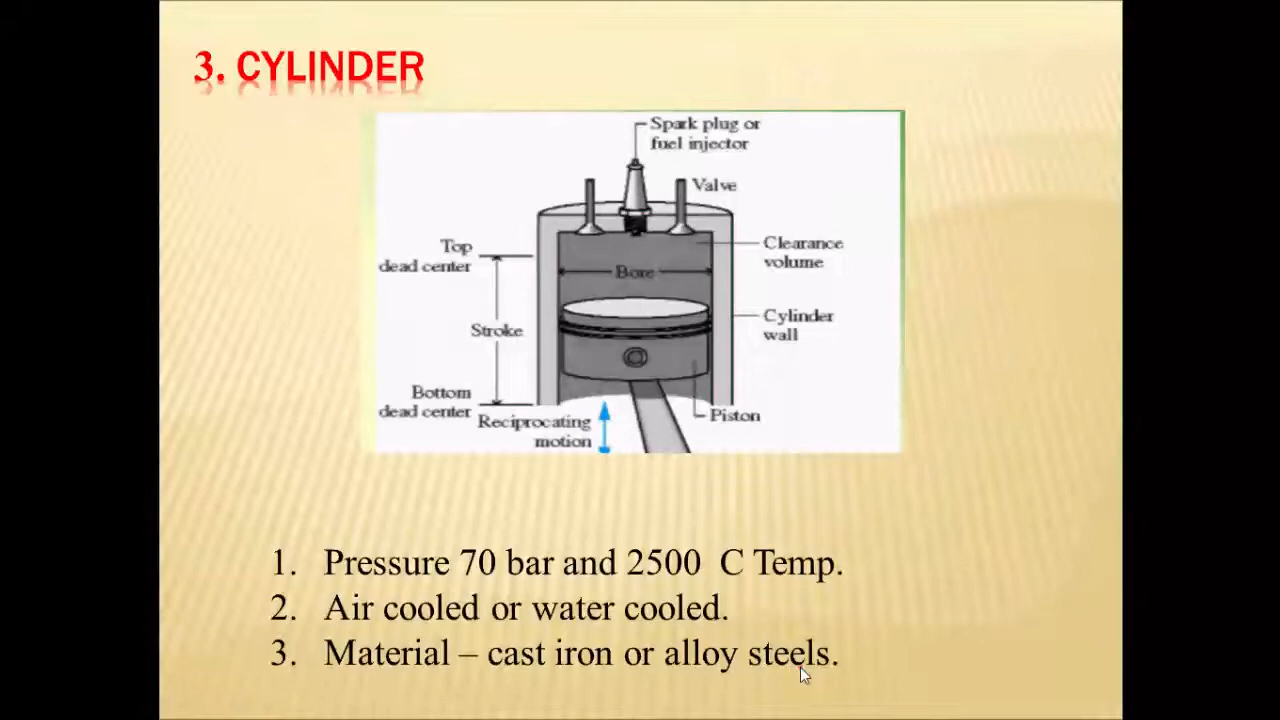 3. CYLINDER
Spark plug or
fuel injector
Valve
Top
dead center
Clearance
volume
Bore
Stroke
Cylinder
wall
Bottom
dead center
Reciprocating
motion
Piston
1. Pressure 70 bar and 2500 C Temp.
2. Air cooled or water cooled.
3. Material – cast iron or alloy steels.